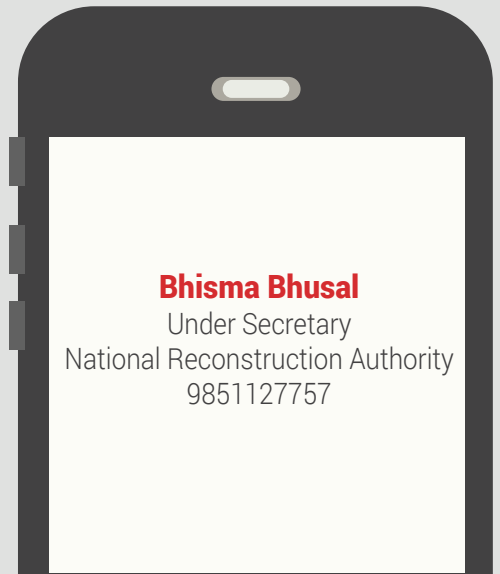 Bhisma Bhusal
Under Secretary
National Reconstruction Authority
9851127757